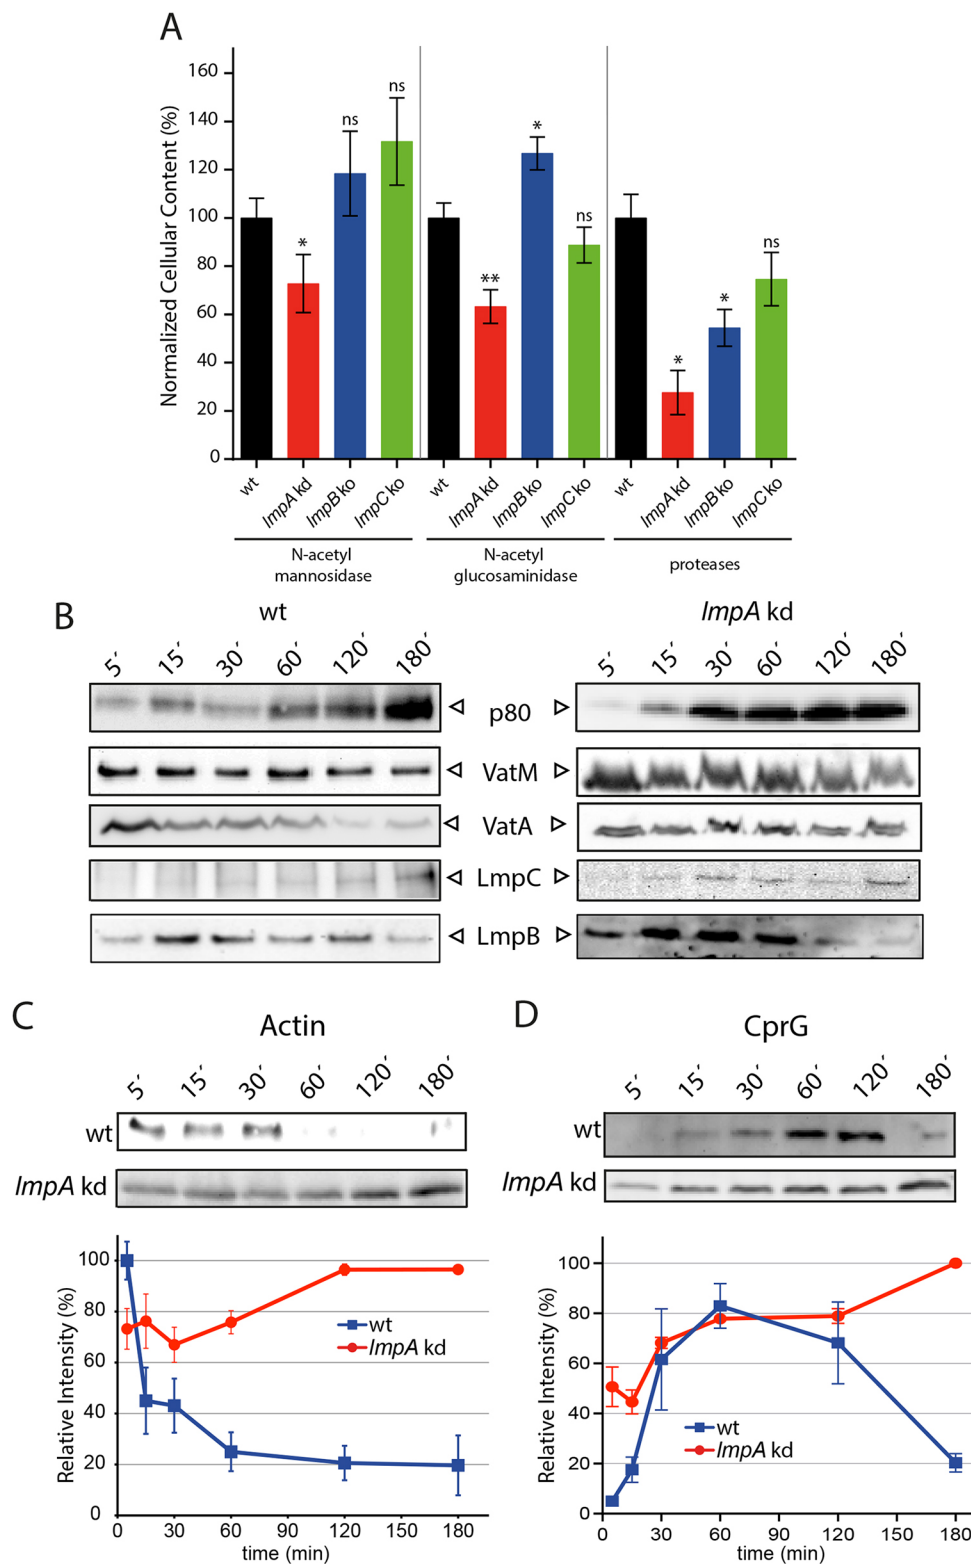 A
Normalized Cellular Content (%)
160
140
120
100
80
60
40
20
0
* ns ns
** * ns
* * ns
wt lmpA kd lmpB ko lmpC ko wt lmpA kd lmpB ko lmpC ko wt lmpA kd lmpB ko lmpC ko
N-acetyl
mannosidase
N-acetyl
glucosaminidase
proteases
B
wt
lmpA kd
5´ 15´ 30´ 60´ 120´ 180´
5´ 15´ 30´ 60´ 120´ 180´
p80
VatM
VatA
LmpC
LmpB
C
Actin
5´ 15´ 30´ 60´ 120´ 180´
wt
lmpA kd
Relative Intensity (%)
100
80
60
40
20
0
wt
lmpA kd
0 30 60 90 120 150 180
time (min)
D
CprG
5´ 15´ 30´ 60´ 120´ 180´
wt
lmpA kd
Relative Intensity (%)
100
80
60
40
20
0
wt
lmpA kd
0 30 60 90 120 150 180
time (min)